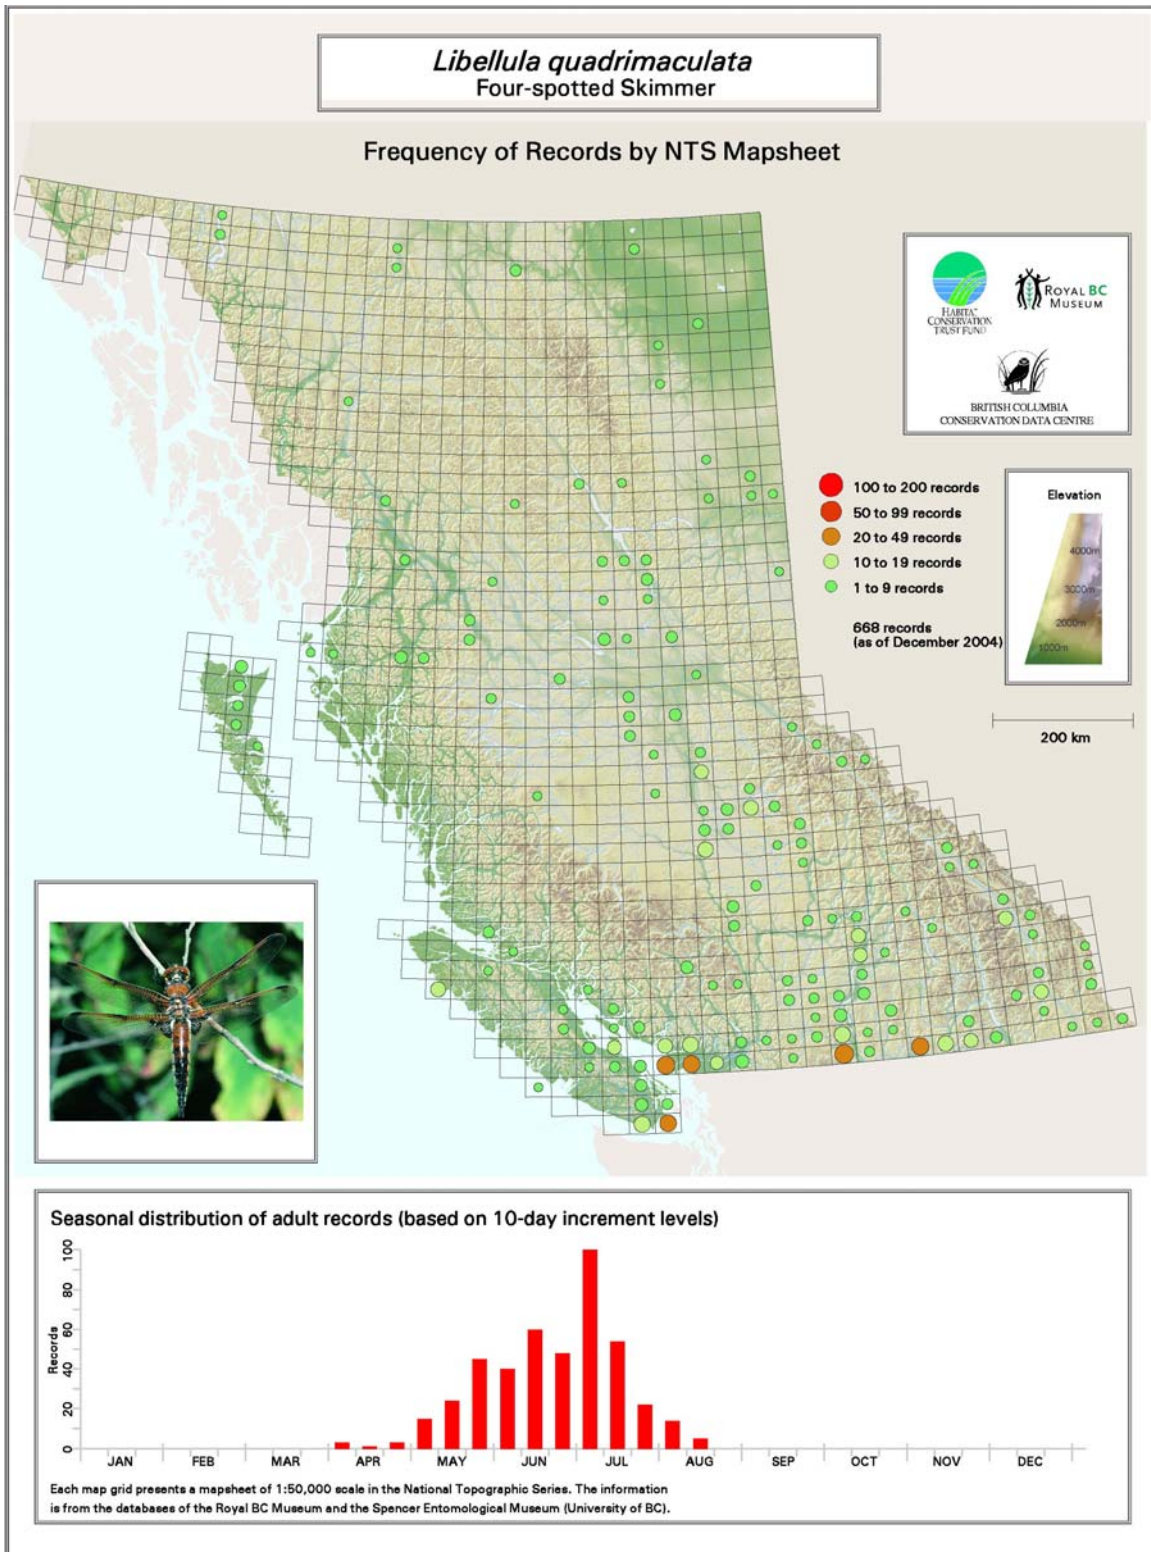 Libellula quadrimaculata
Four-spotted Skimmer
Frequency of Records by NTS Mapsheet
HABITAT
CONSERVATION
TRUST FUND
ROYAL BC
MUSEUM
BRITISH COLUMBIA
CONSERVATION DATA CENTRE
100 to 200 records
50 to 99 records
20 to 49 records
10 to 19 records
1 to 9 records
668 records
(as of December 2004)
Elevation
4000m
3000m
2000m
1000m
200 km
Seasonal distribution of adult records (based on 10-day increment levels)
Records
100
80
60
40
20
0
JAN FEB MAR APR MAY JUN JUL AUG SEP OCT NOV DEC
Each map grid presents a mapsheet of 1:50,000 scale in the National Topographic Series. The information
is from the databases of the Royal BC Museum and the Spencer Entomological Museum (University of BC).